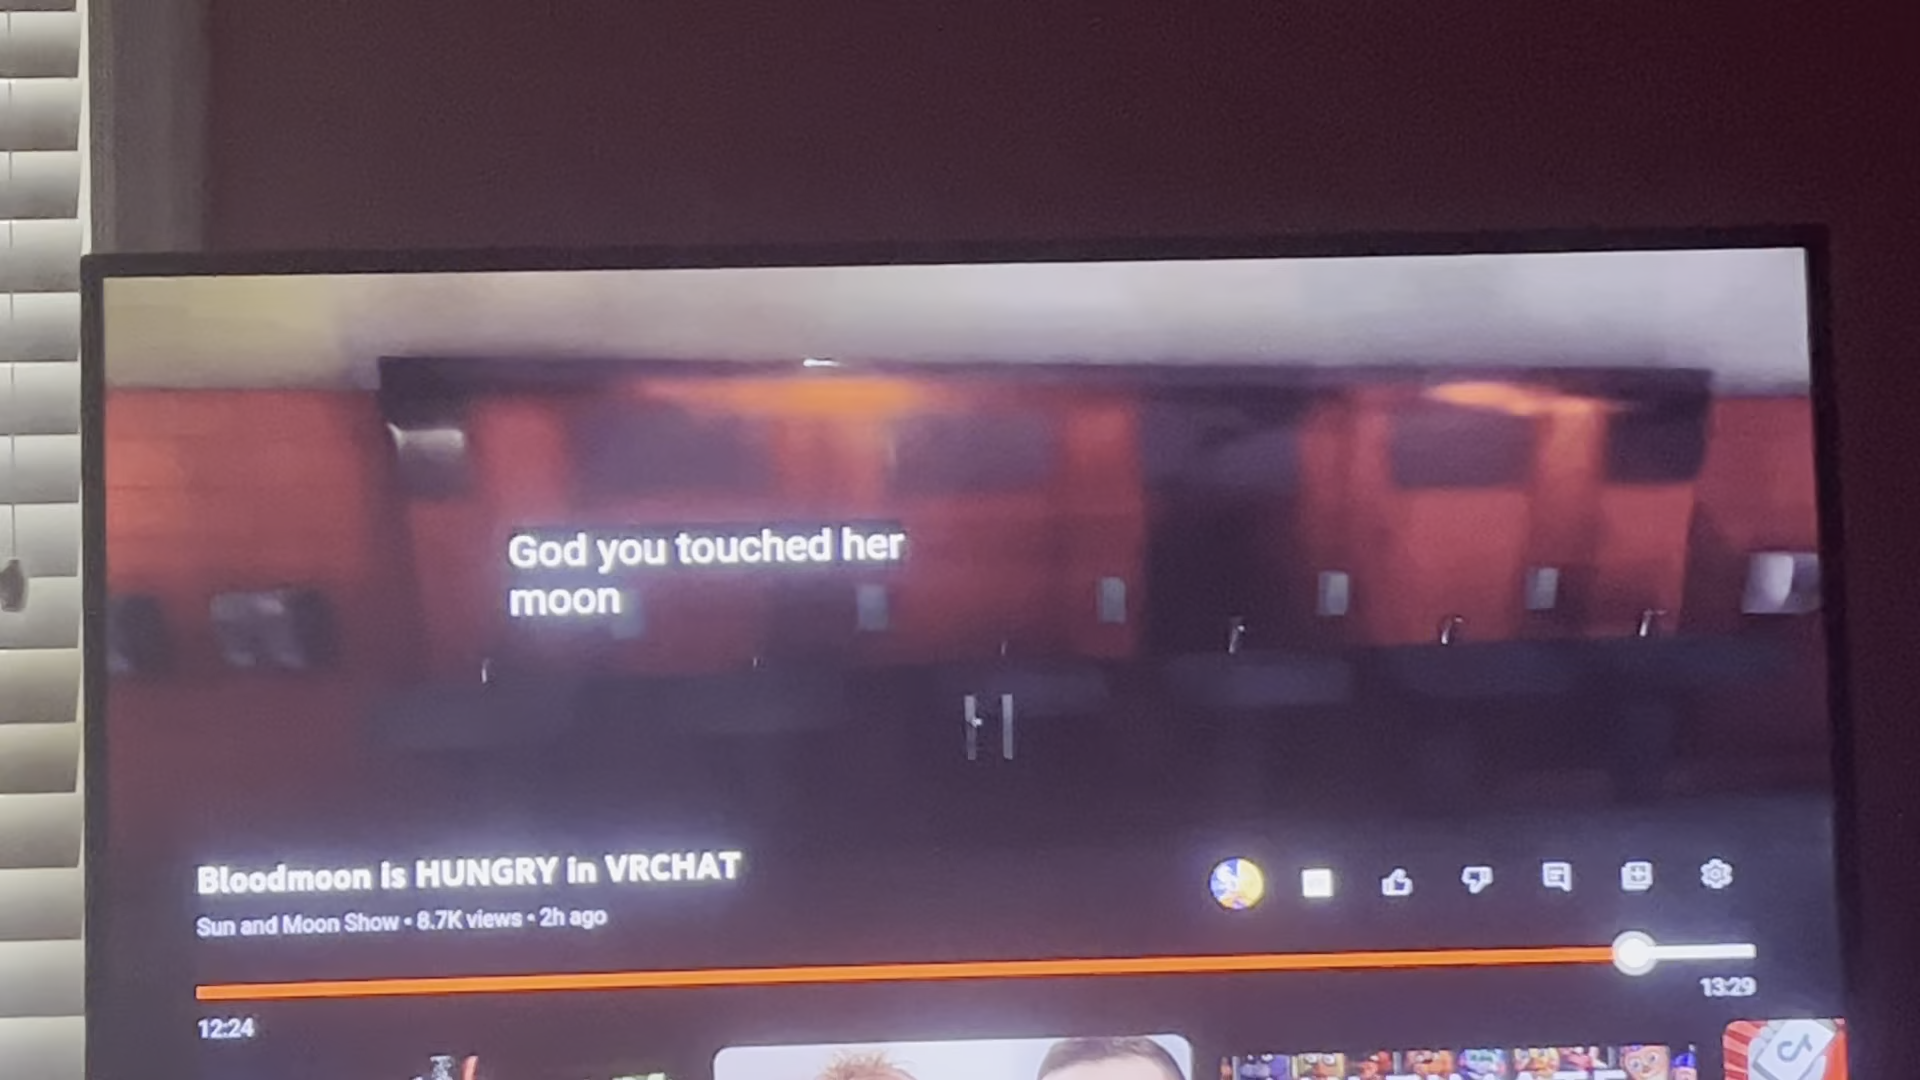 God you touched her
moon
Bloodmoon is HUNGRY in VRCHAT
Sun and Moon Show • 8.7K views • 2h ago
13:29
12:24